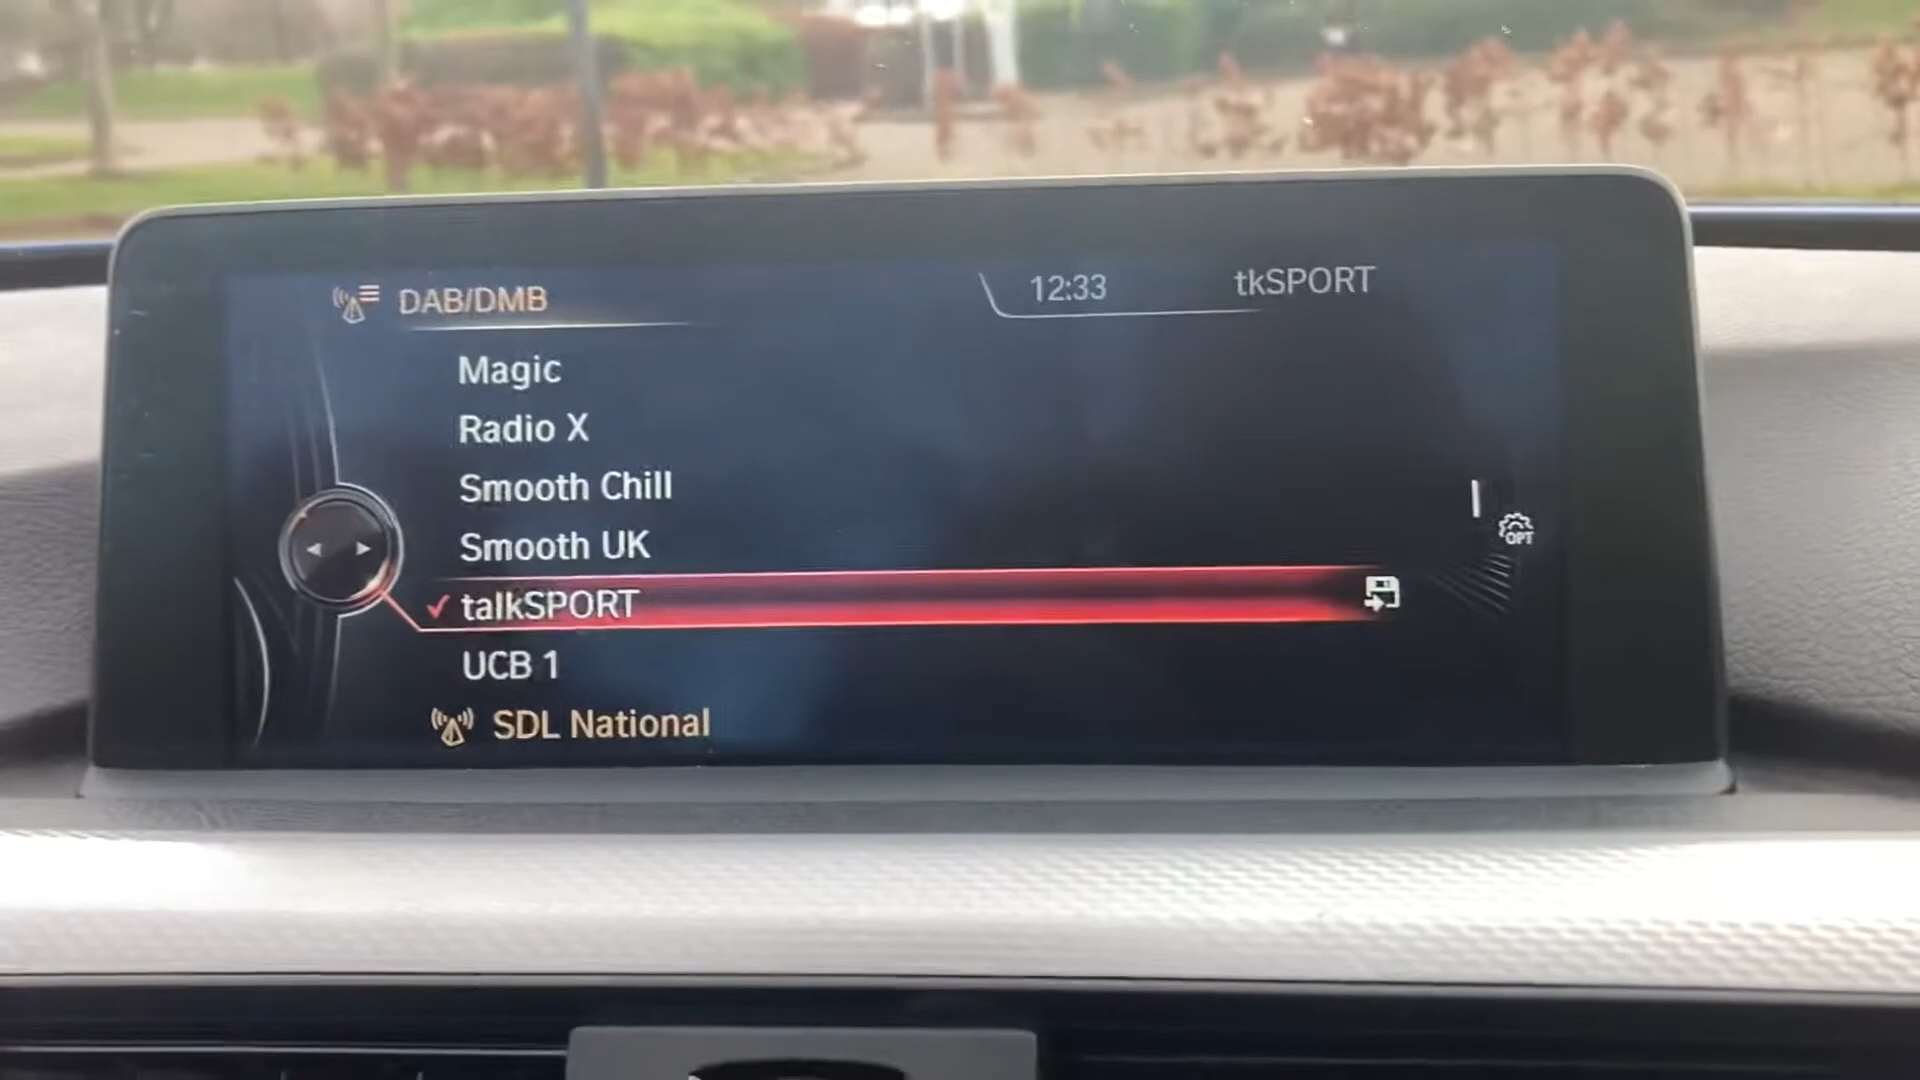 DAB/DMB
12:33
tkSPORT
Magic
Radio X
Smooth Chill
Smooth UK
talkSPORT
UCB 1
SDL National
OPT